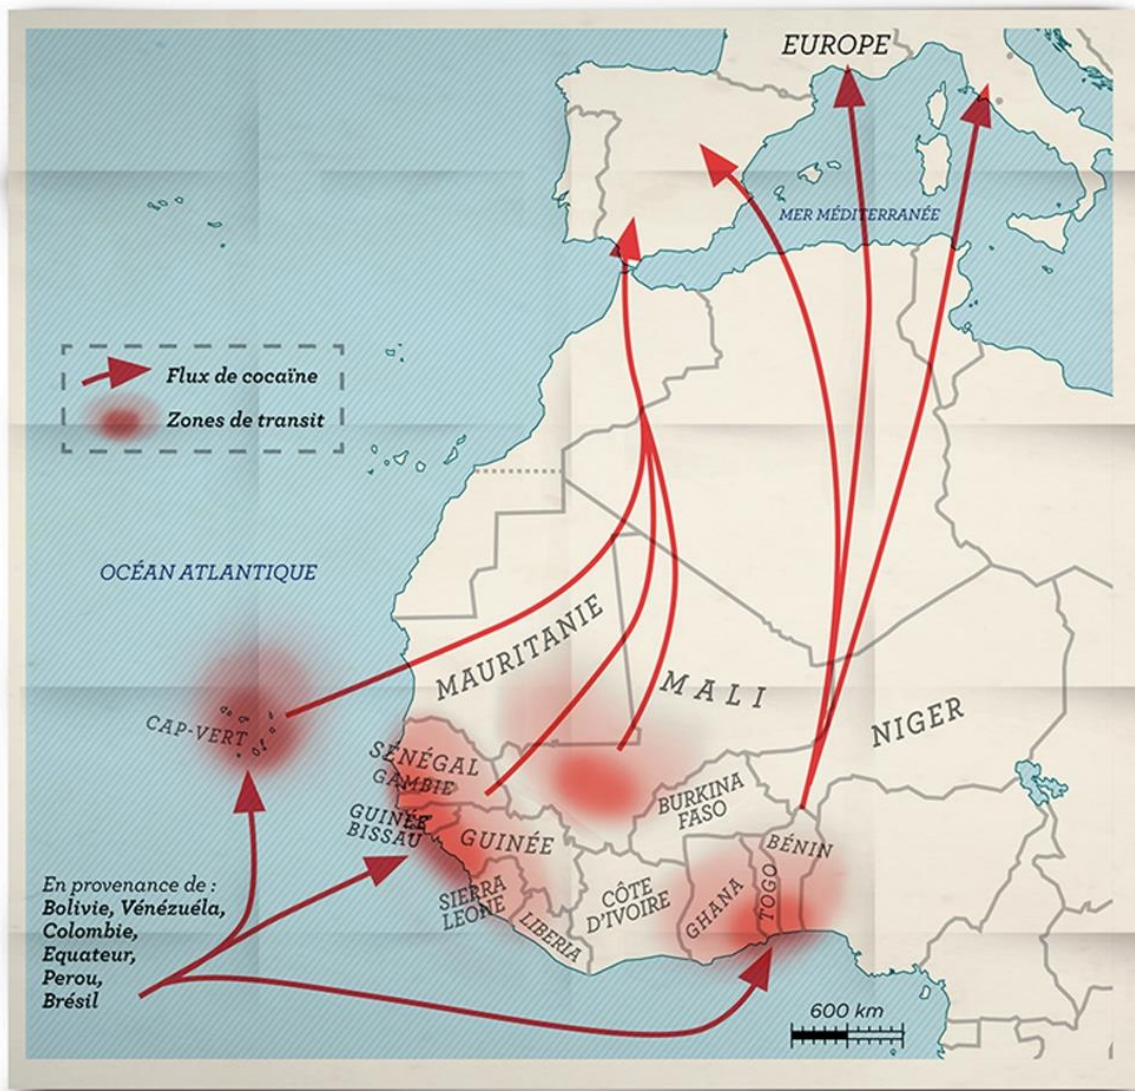 EUROPE
MER MÉDITERRANÉE
Flux de cocaïne
Zones de transit
OCÉAN ATLANTIQUE
MAURITANIE
MALI
NIGER
CAP-VERT
SÉNÉGAL
GAMBIE
GUINÉE
BISSAU
GUINÉE
BURKINA
FASO
BÉNIN
SIERRA
LEONE
LIBERIA
CÔTE
D'IVOIRE
GHANA
TOGO
En provenance de :
Bolivie, Vénézuéla,
Colombie,
Equateur,
Perou,
Brésil
600 km